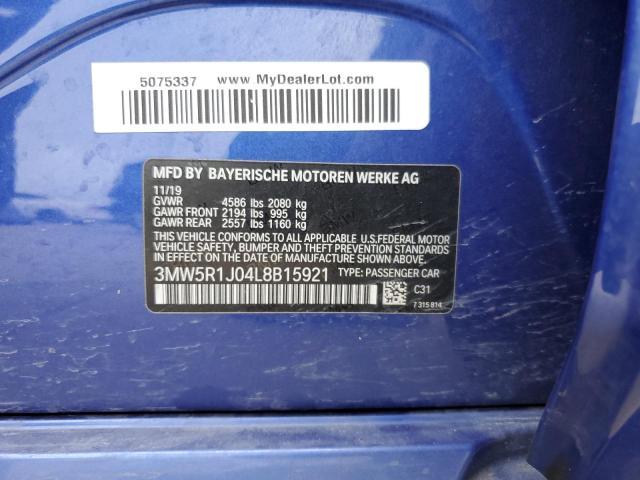 5075337 www.MyDealerLot.com
MFD BY BAYERISCHE MOTOREN WERKE AG
11/19
GVWR 4586 lbs 2080 kg
GAWR FRONT 2194 lbs 995 kg
GAWR REAR 2557 lbs 1160 kg
THIS VEHICLE CONFORMS TO ALL APPLICABLE U.S.FEDERAL MOTOR
VEHICLE SAFETY, BUMPER AND THEFT PREVENTION STANDARDS
IN EFFECT ON THE DATE OF MANUFACTURE SHOWN ABOVE.
3MW5R1J04L8B15921 TYPE: PASSENGER CAR
C31
7 315 814